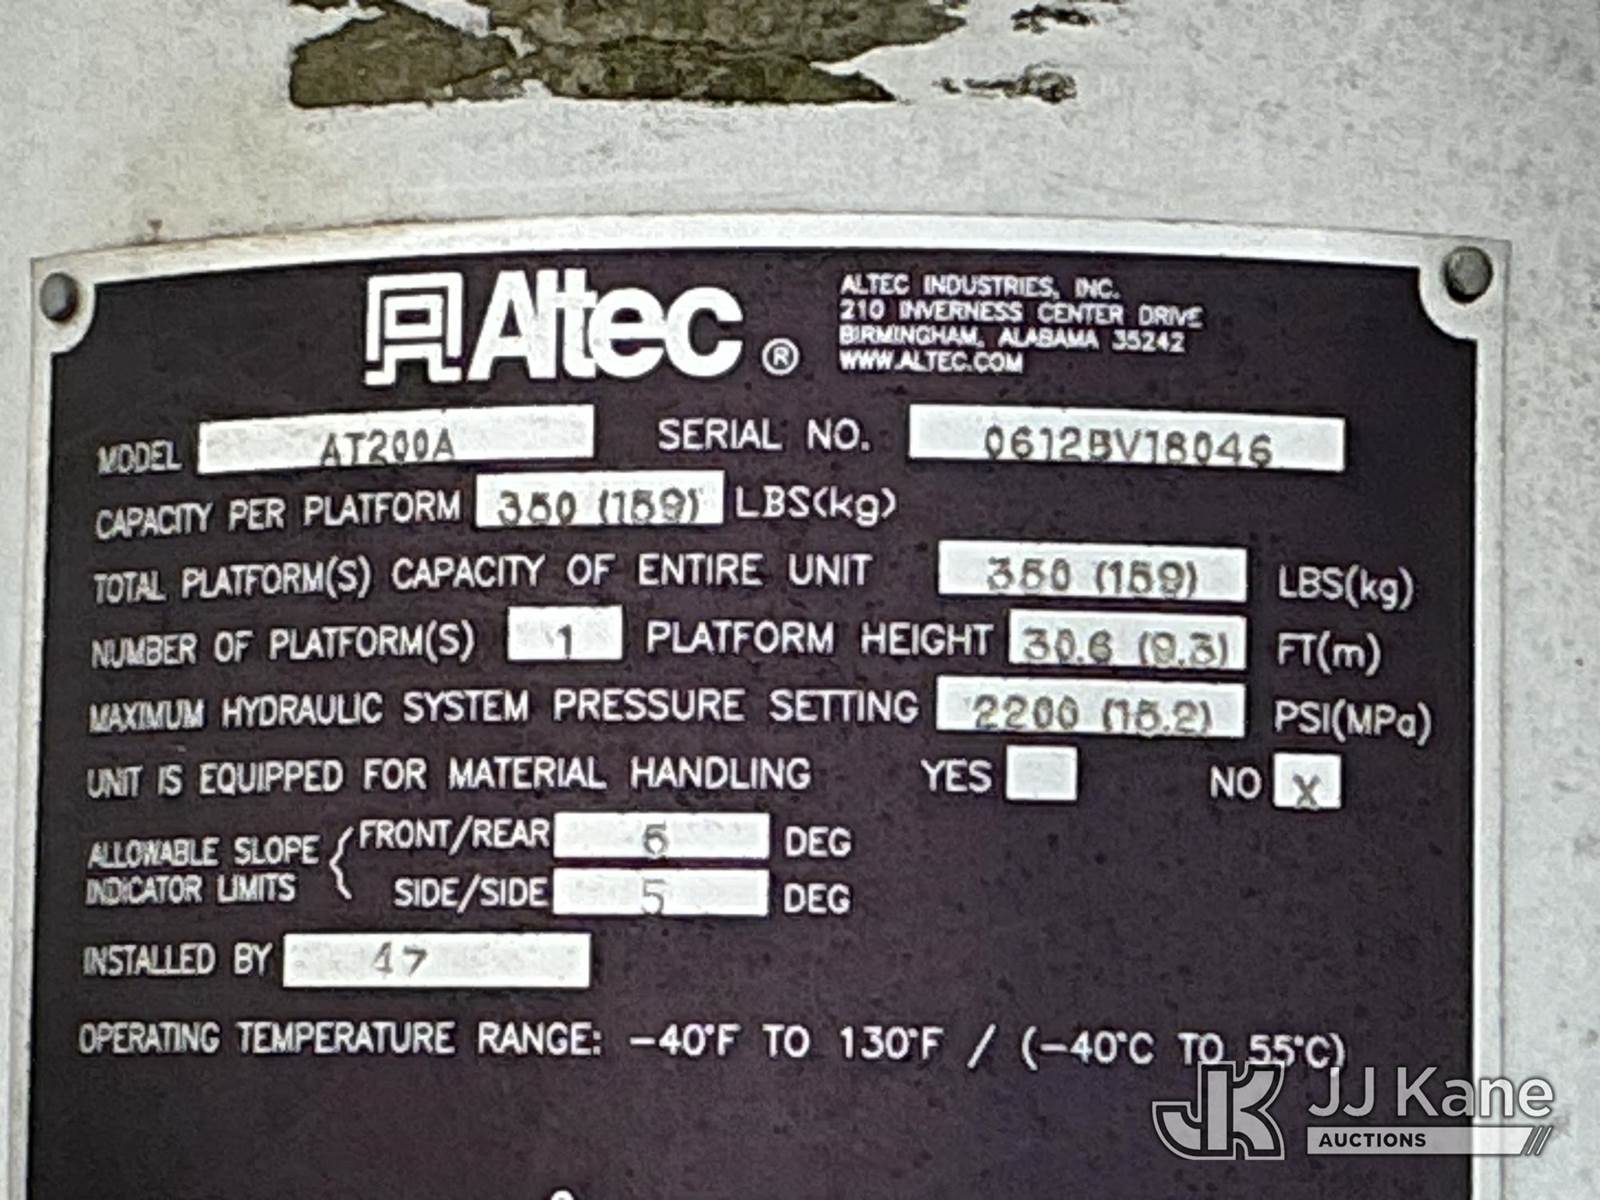 Altec ®
ALTEC INDUSTRIES, INC.
210 INVERNESS CENTER DRIVE
BIRMINGHAM, ALABAMA 35242
WWW.ALTEC.COM
MODEL AT200A SERIAL NO. 0612BV18046
CAPACITY PER PLATFORM 350 (159) LBS(kg)
TOTAL PLATFORM(S) CAPACITY OF ENTIRE UNIT 350 (159) LBS(kg)
NUMBER OF PLATFORM(S) 1 PLATFORM HEIGHT 30.6 (9.3) FT(m)
MAXIMUM HYDRAULIC SYSTEM PRESSURE SETTING 2200 (15.2) PSI(MPa)
UNIT IS EQUIPPED FOR MATERIAL HANDLING YES NO X
ALLOWABLE SLOPE FRONT/REAR 5 DEG
INDICATOR LIMITS SIDE/SIDE 5 DEG
INSTALLED BY 47
OPERATING TEMPERATURE RANGE: -40°F TO 130°F / (-40°C TO 55°C)
JK JJ Kane
AUCTIONS